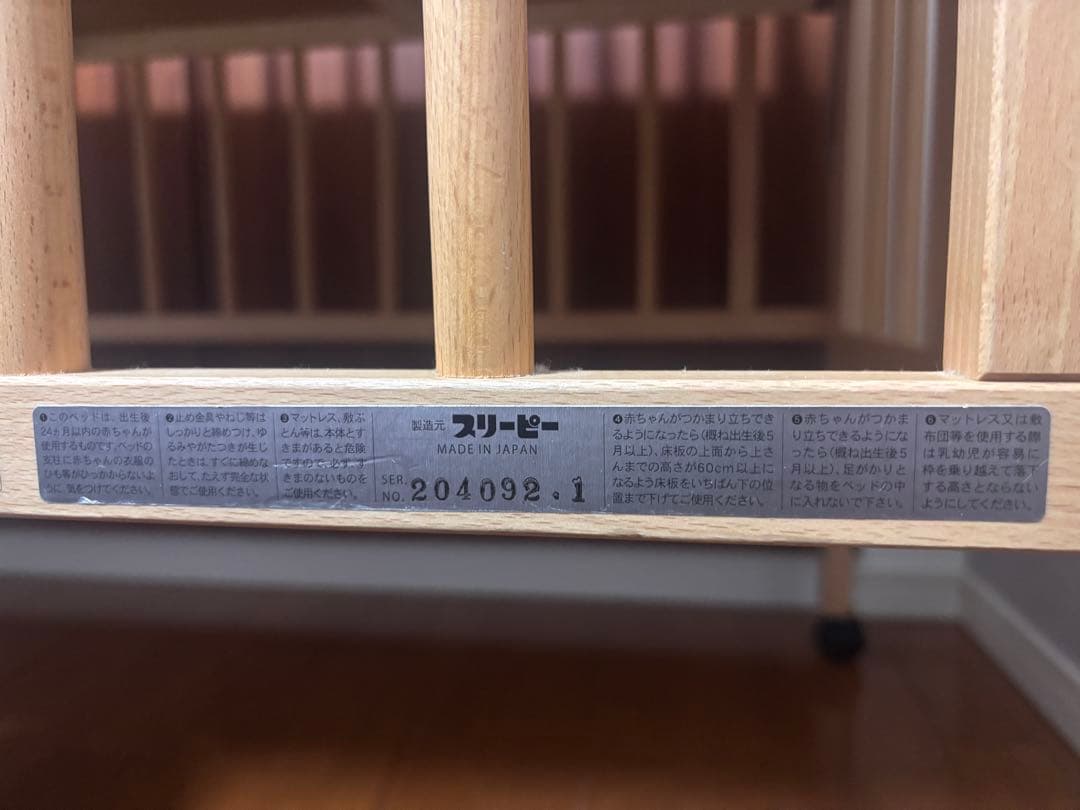 ❶このベッドは、出生後
24ヵ月以内の赤ちゃんが
使用するものです。ベッドの
支柱に赤ちゃんの衣服の
ひも等がひっかからないよ
うに 気をつけてください。
❷止め金具やねじ等は
しっかりと締めつけ、ゆ
るみやがたつきが生じ
たときは、すぐに締めな
おして、たえず完全な状
態でご使用ください。
❸マットレス、敷ぶ
とん等は、本体とす
きまがあると危険
ですので、必ず、す
きまのないものを
ご使用ください。
製造元 スリーピー
MADE IN JAPAN
SER.
NO. 204092.1
❹赤ちゃんがつかまり立ちでき
るようになったら(概ね出生後5
月以上)、床板の上面から上さ
んまでの高さが60cm以上に
なるよう床板をいちばん下の位
置まで下げてご使用ください。
❺赤ちゃんがつかま
り立ちできるようにな
ったら(概ね出生後5
月以上)、足がかりと
なる物をベッドの中
に入れないで下さい。
❻マットレス又は敷
布団等を使用する際
は乳幼児が容易に
枠を乗り越えて落下
する高さとならない
ようにしてください。